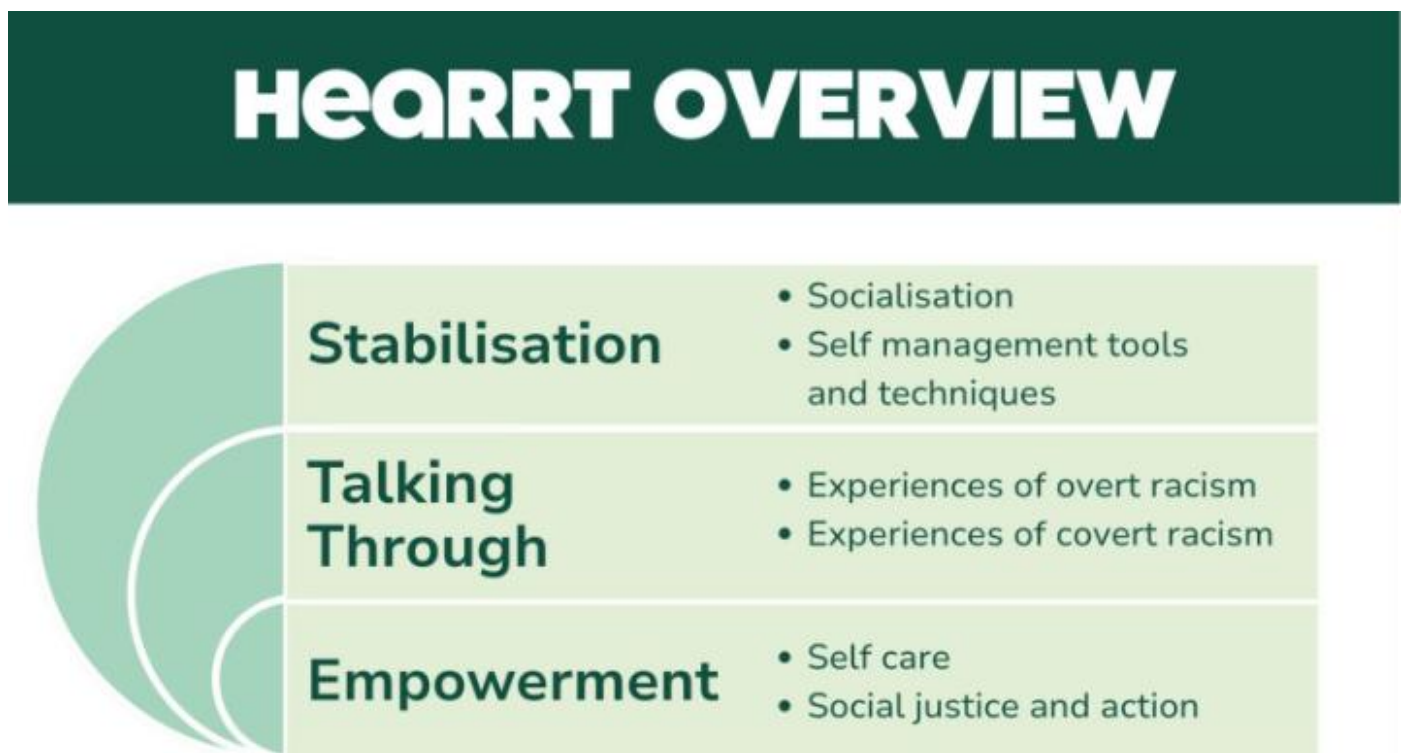 HeaRRT OVERVIEW
Stabilisation
• Socialisation
• Self management tools
and techniques
Talking
Through
• Experiences of overt racism
• Experiences of covert racism
Empowerment
• Self care
• Social justice and action